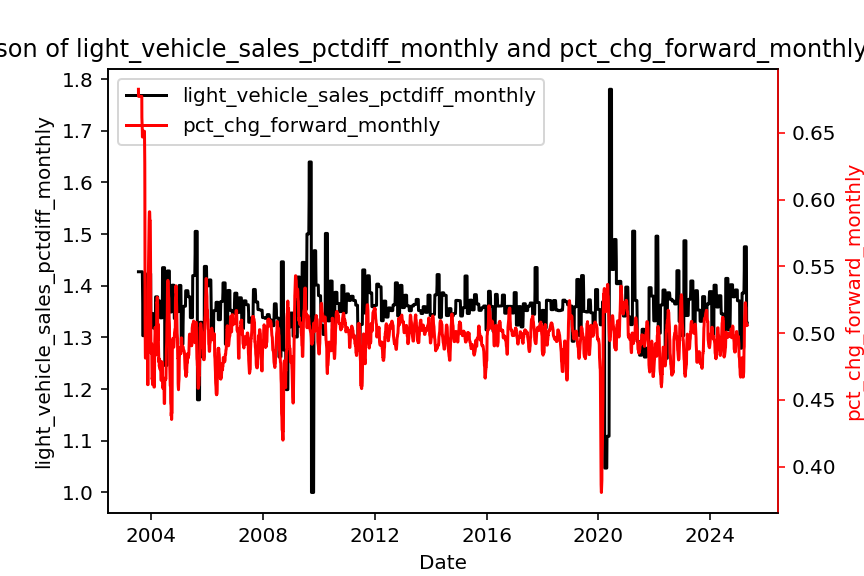 son of light_vehicle_sales_pctdiff_monthly and pct_chg_forward_monthly
light_vehicle_sales_pctdiff_monthly
pct_chg_forward_monthly
1.8
1.7
1.6
1.5
1.4
1.3
1.2
1.1
1.0
light_vehicle_sales_pctdiff_monthly
0.65
0.60
0.55
0.50
0.45
0.40
pct_chg_forward_monthly
2004 2008 2012 2016 2020 2024
Date